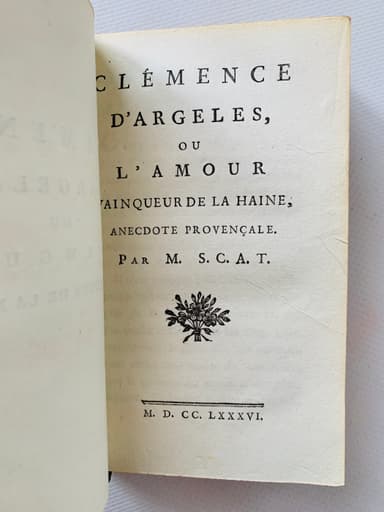 CLÉMENCE
D'ARGELES,
OU
L'AMOUR
VAINQUEUR DE LA HAINE,
ANECDOTE PROVENÇALE.
PAR M. S. C. A. T.
M. D. CC. LXXXVI.